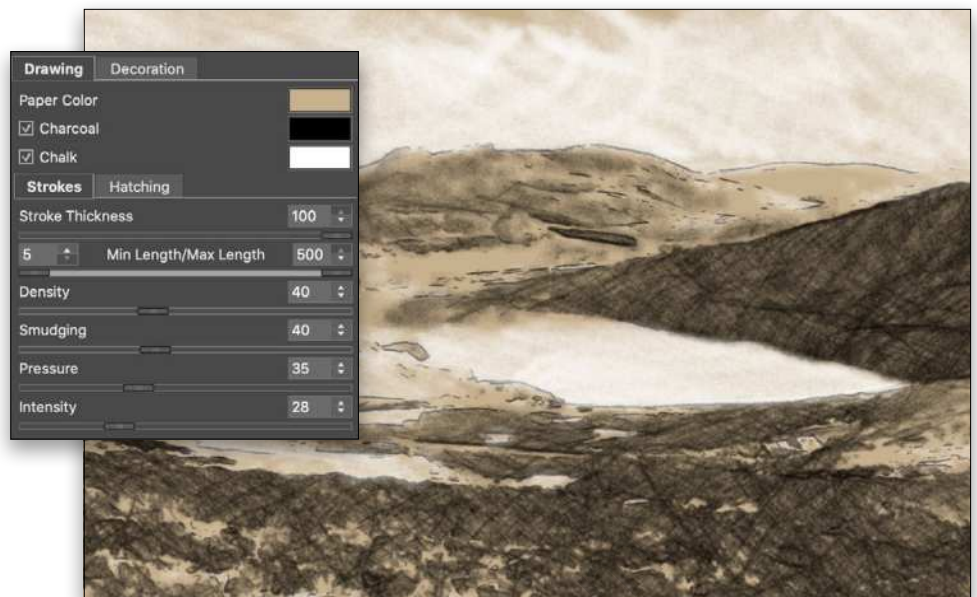 Drawing Decoration
Paper Color
Charcoal
Chalk
Strokes Hatching
Stroke Thickness 100
5 Min Length/Max Length 500
Density 40
Smudging 40
Pressure 35
Intensity 28